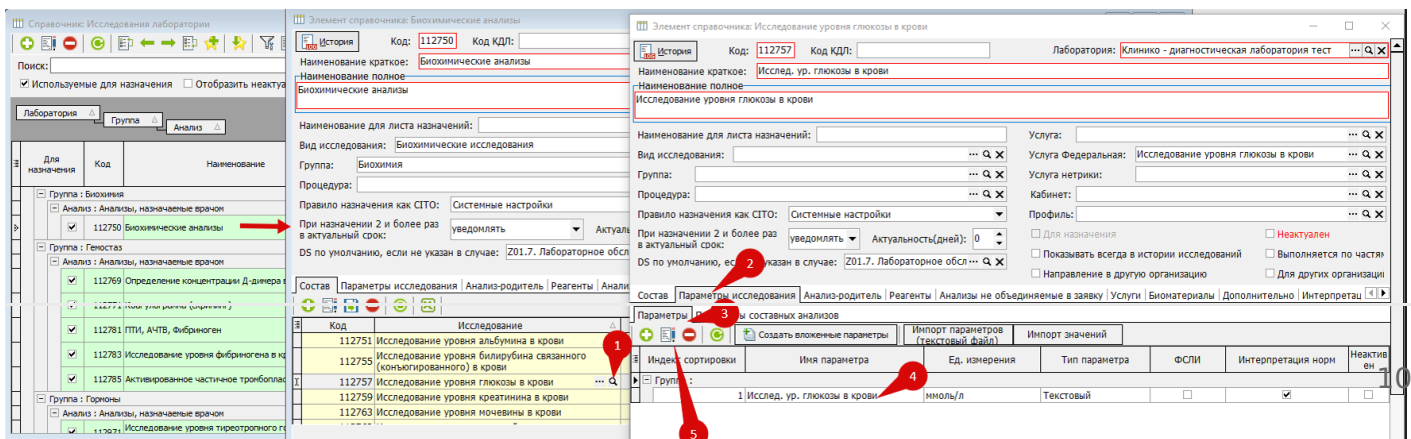 Справочник: Исследования лаборатории
Поиск:
Используемые для назначения Отобразить неактуа
Лаборатория
Группа
Анализ
Для назначения Код Наименование
Группа : Биохимия
Анализ : Анализы, назначаемые врачом
112750 Биохимические анализы
Группа : Гемостаз
Анализ : Анализы, назначаемые врачом
112769 Определение концентрации Д-димера в
112781 ПТИ, АЧТВ, Фибриноген
112783 Исследование уровня фибриногена в кр
112785 Активированное частичное тромбоплас
Группа : Гормоны
Анализ : Анализы, назначаемые врачом
112971 Исследование уровня тиреотропного го
Элемент справочника: Биохимические анализы
История Код: 112750 Код КДЛ:
Наименование краткое: Биохимические анализы
Наименование полное
Биохимические анализы
Наименование для листа назначений:
Вид исследования: Биохимические исследования
Группа: Биохимия
Процедура:
Правило назначения как CITO: Системные настройки
При назначении 2 и более раз
в актуальный срок: уведомлять Актуаль
DS по умолчанию, если не указан в случае: Z01.7. Лабораторное обсл
Состав Параметры исследования Анализ-родитель Реагенты Анали
Код Исследование
112751 Исследование уровня альбумина в крови
112755 Исследование уровня билирубина связанного
(конъюгированного) в крови
112757 Исследование уровня глюкозы в крови
112759 Исследование уровня креатинина в крови
112763 Исследование уровня мочевины в крови
1
Элемент справочника: Исследование уровня глюкозы в крови
История Код: 112757 Код КДЛ: Лаборатория: Клинико - диагностическая лаборатория тест
Наименование краткое: Исслед. ур. глюкозы в крови
Наименование полное
Исследование уровня глюкозы в крови
Наименование для листа назначений: Услуга:
Вид исследования: Услуга Федеральная: Исследование уровня глюкозы в крови
Группа: Услуга нетрики:
Процедура: Кабинет:
Правило назначения как CITO: Системные настройки Профиль:
При назначении 2 и более раз
в актуальный срок: уведомлять Актуальность(дней): 0 Для назначения Неактуален
Показывать всегда в истории исследований Выполняется по частям
DS по умолчанию, если не указан в случае: Z01.7. Лабораторное обсл
Направление в другую организацию Для других организаци
2
Состав Параметры исследования Анализ-родитель Реагенты Анализы не объединяемые в заявку Услуги Биоматериалы Дополнительно Интерпретац
Параметры 3 ы составных анализов
Создать вложенные параметры Импорт параметров
(текстовый файл) Импорт значений
Индекс сортировки Имя параметра Ед. измерения Тип параметра ФСЛИ Интерпретация норм Неактив
ен
Группа :
1 Исслед. ур. глюкозы в крови ммоль/л Текстовый
4
5
10